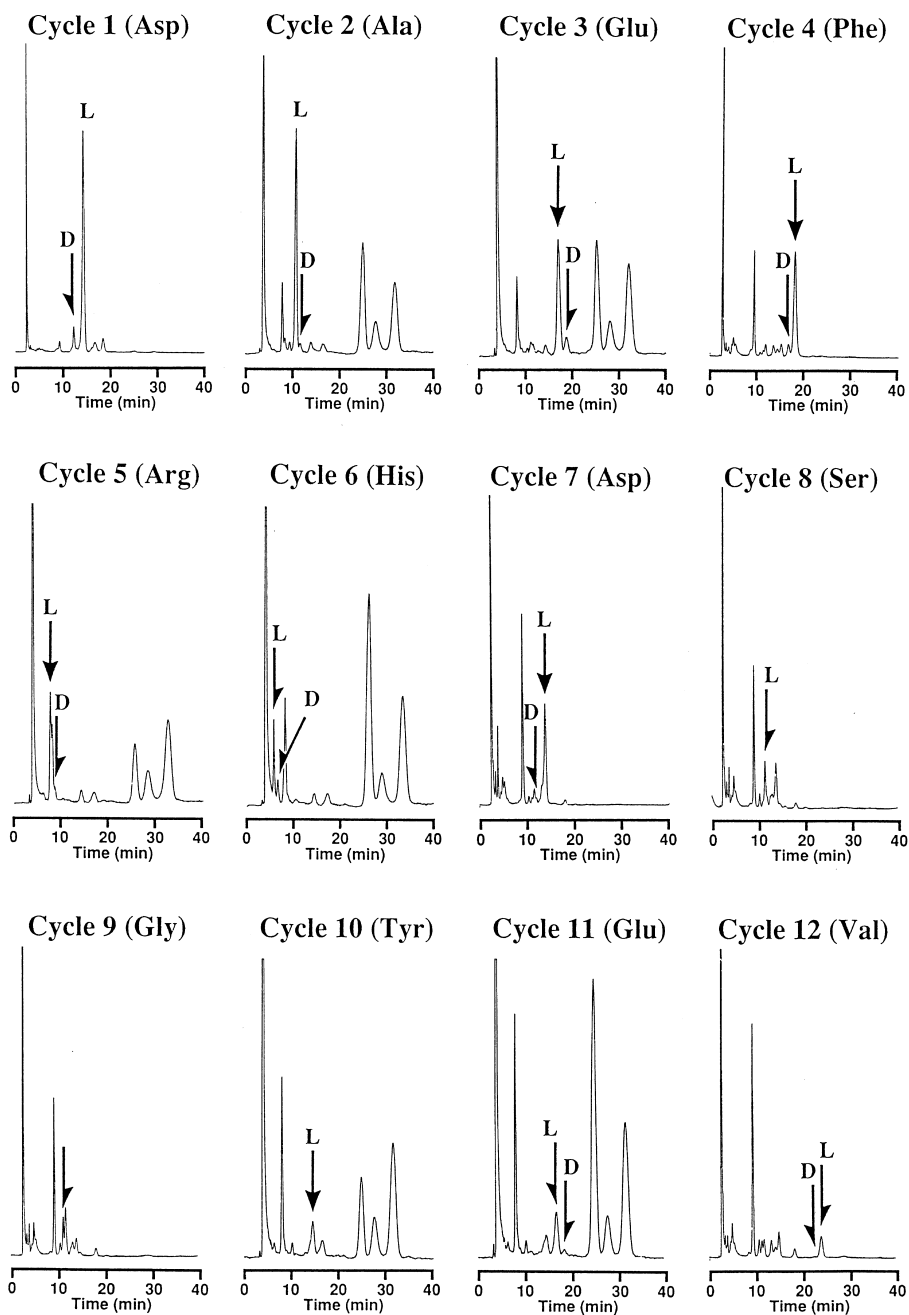 Cycle 1 (Asp) Cycle 2 (Ala) Cycle 3 (Glu) Cycle 4 (Phe)
L L L L
D D D D
0 10 20 30 40 0 10 20 30 40 0 10 20 30 40 0 10 20 30 40
Time (min) Time (min) Time (min) Time (min)
Cycle 5 (Arg) Cycle 6 (His) Cycle 7 (Asp) Cycle 8 (Ser)
L L L L
D D D
0 10 20 30 40 0 10 20 30 40 0 10 20 30 40 0 10 20 30 40
Time (min) Time (min) Time (min) Time (min)
Cycle 9 (Gly) Cycle 10 (Tyr) Cycle 11 (Glu) Cycle 12 (Val)
L L L
D D
0 10 20 30 40 0 10 20 30 40 0 10 20 30 40 0 10 20 30 40
Time (min) Time (min) Time (min) Time (min)